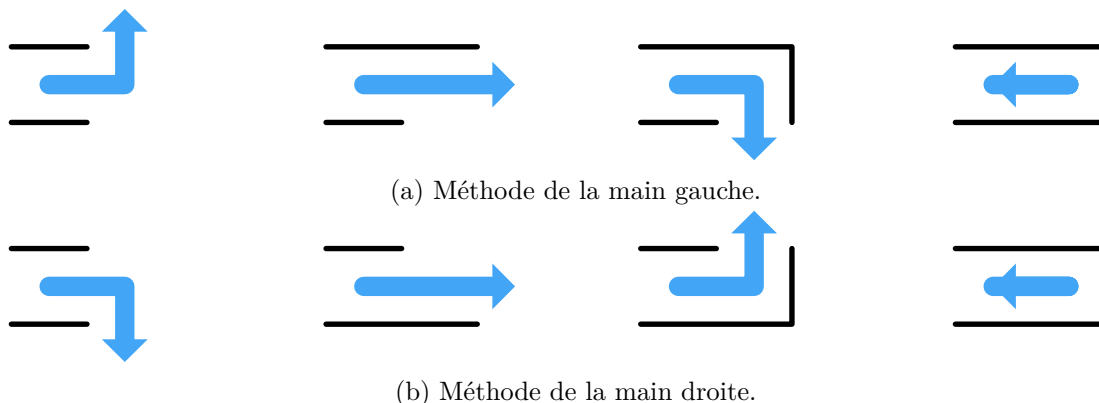 (a) Méthode de la main gauche.
(b) Méthode de la main droite.